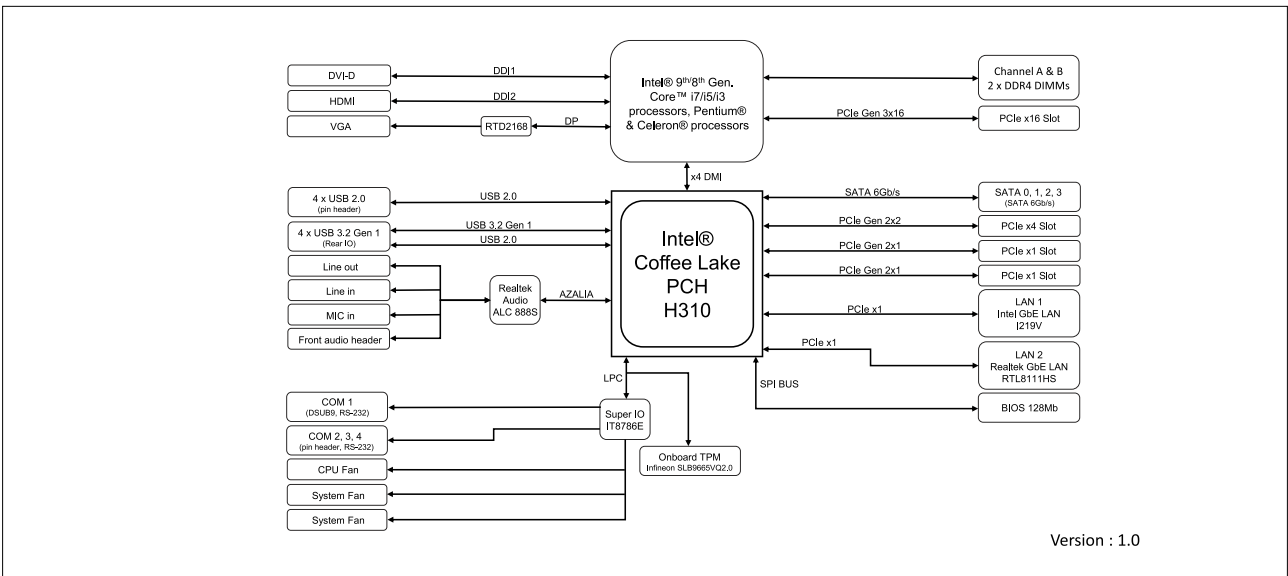 DVI-D
DDI1
HDMI
DDI2
VGA
RTD2168
DP
Intel® 9th/8th Gen.
Core™ i7/i5/i3
processors, Pentium®
& Celeron® processors
Channel A & B
2 x DDR4 DIMMs
PCIe Gen 3x16
PCIe x16 Slot
x4 DMI
4 x USB 2.0
(pin header)
USB 2.0
4 x USB 3.2 Gen 1
(Rear IO)
USB 3.2 Gen 1
USB 2.0
Line out
Line in
MIC in
Front audio header
Realtek
Audio
ALC 888S
AZALIA
Intel®
Coffee Lake
PCH
H310
SATA 6Gb/s
SATA 0, 1, 2, 3
(SATA 6Gb/s)
PCIe Gen 2x2
PCIe x4 Slot
PCIe Gen 2x1
PCIe x1 Slot
PCIe Gen 2x1
PCIe x1 Slot
PCIe x1
LAN 1
Intel GbE LAN
I219V
PCIe x1
LAN 2
Realtek GbE LAN
RTL8111HS
SPI BUS
BIOS 128Mb
LPC
COM 1
(DSUB9, RS-232)
COM 2, 3, 4
(pin header, RS-232)
Super IO
IT8786E
CPU Fan
System Fan
System Fan
Onboard TPM
Infineon SLB9665VQ2.0
Version : 1.0